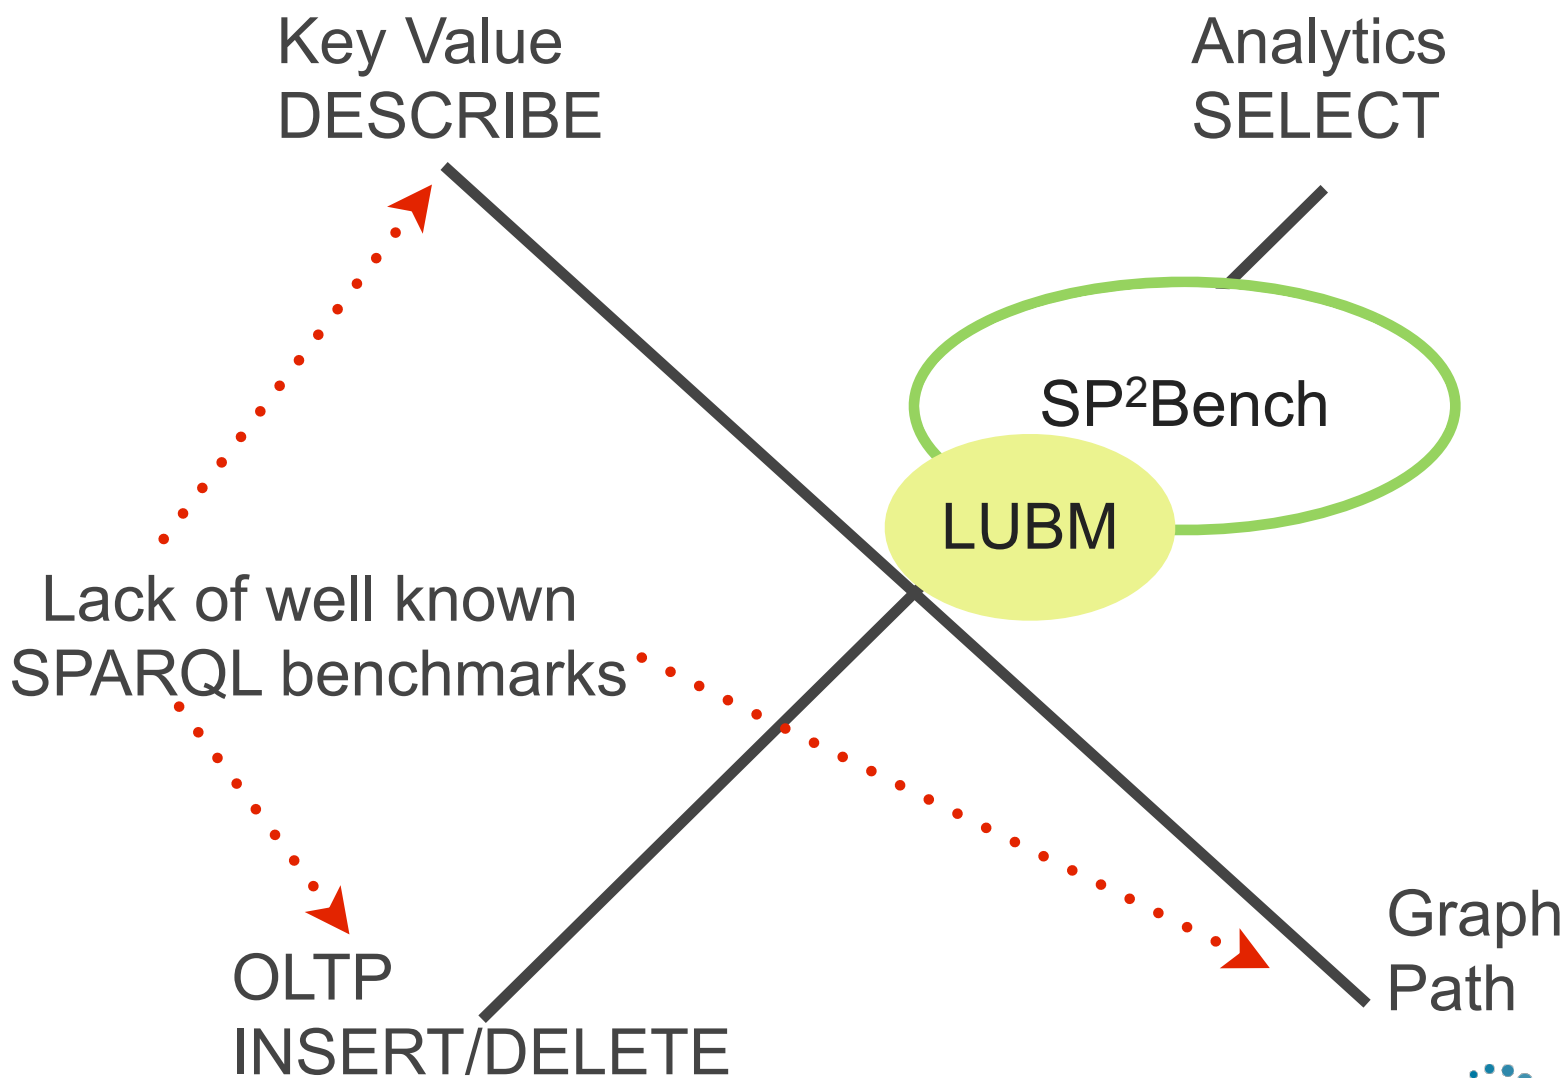 Key Value
DESCRIBE
Analytics
SELECT
SP²Bench
LUBM
Lack of well known
SPARQL benchmarks
Graph
Path
OLTP
INSERT/DELETE